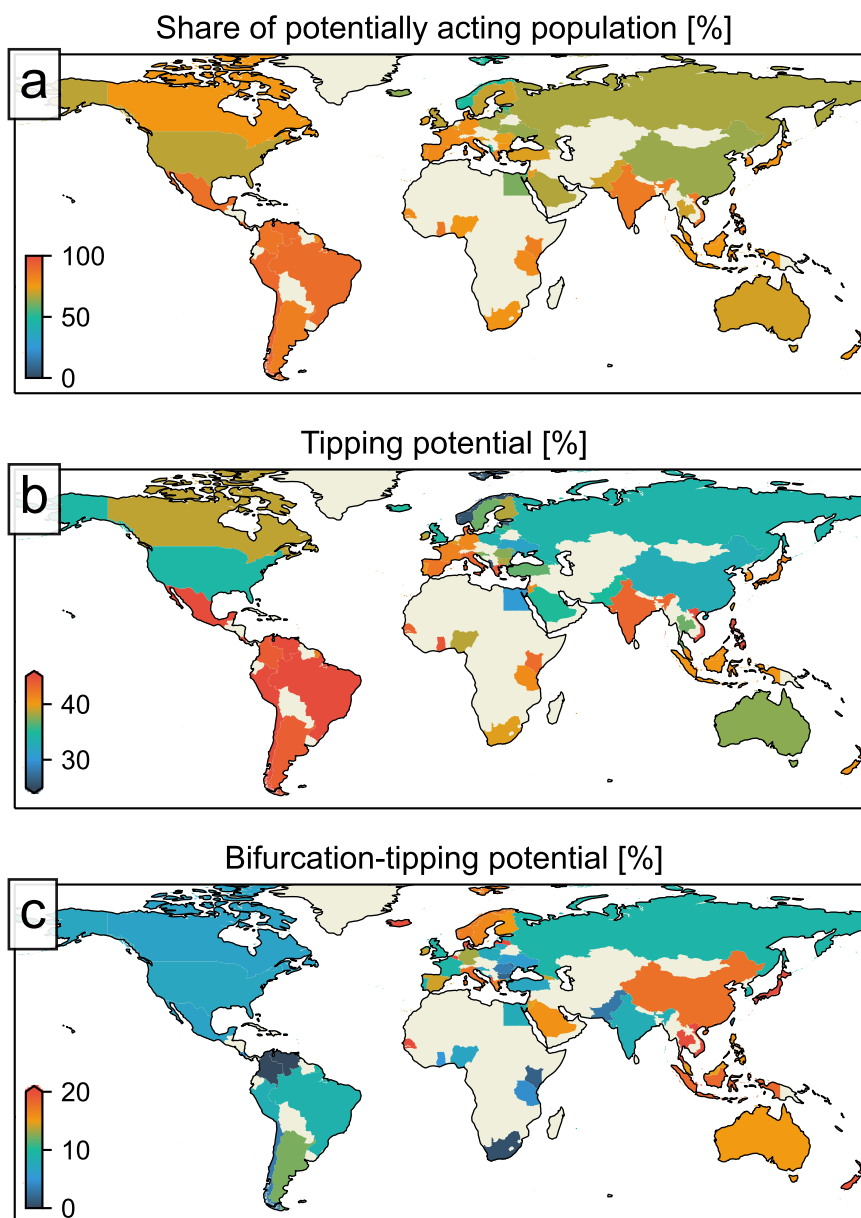 Share of potentially acting population [%]
a
100
50
0
Tipping potential [%]
b
40
30
Bifurcation-tipping potential [%]
c
20
10
0